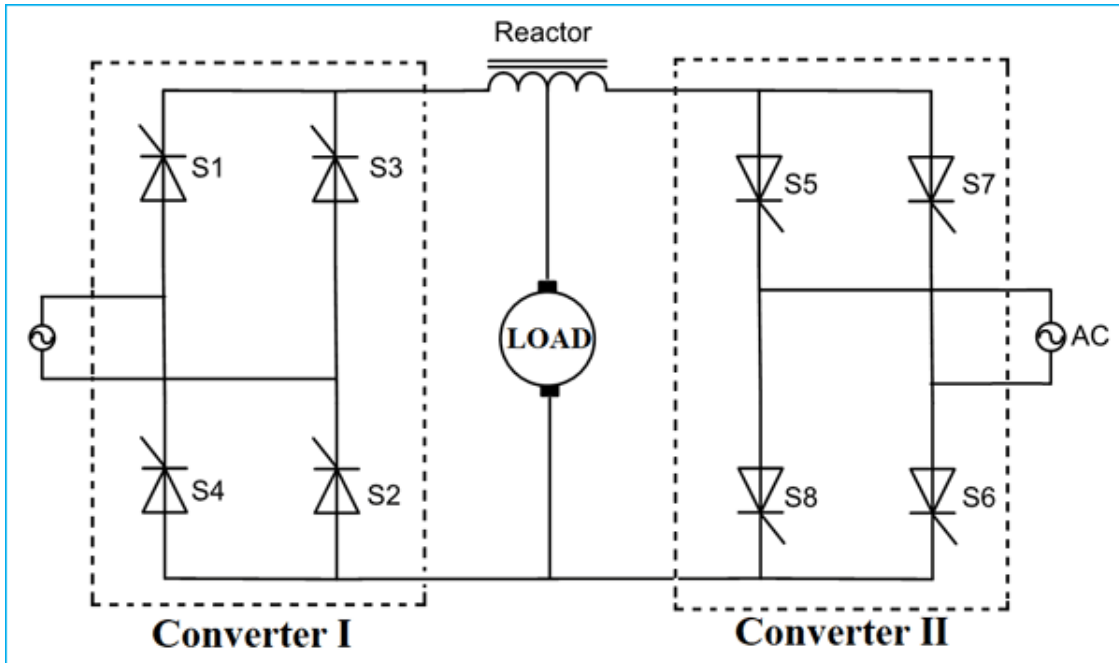 Reactor
S1
S3
S5
S7
LOAD
AC
S4
S2
S8
S6
Converter I
Converter II